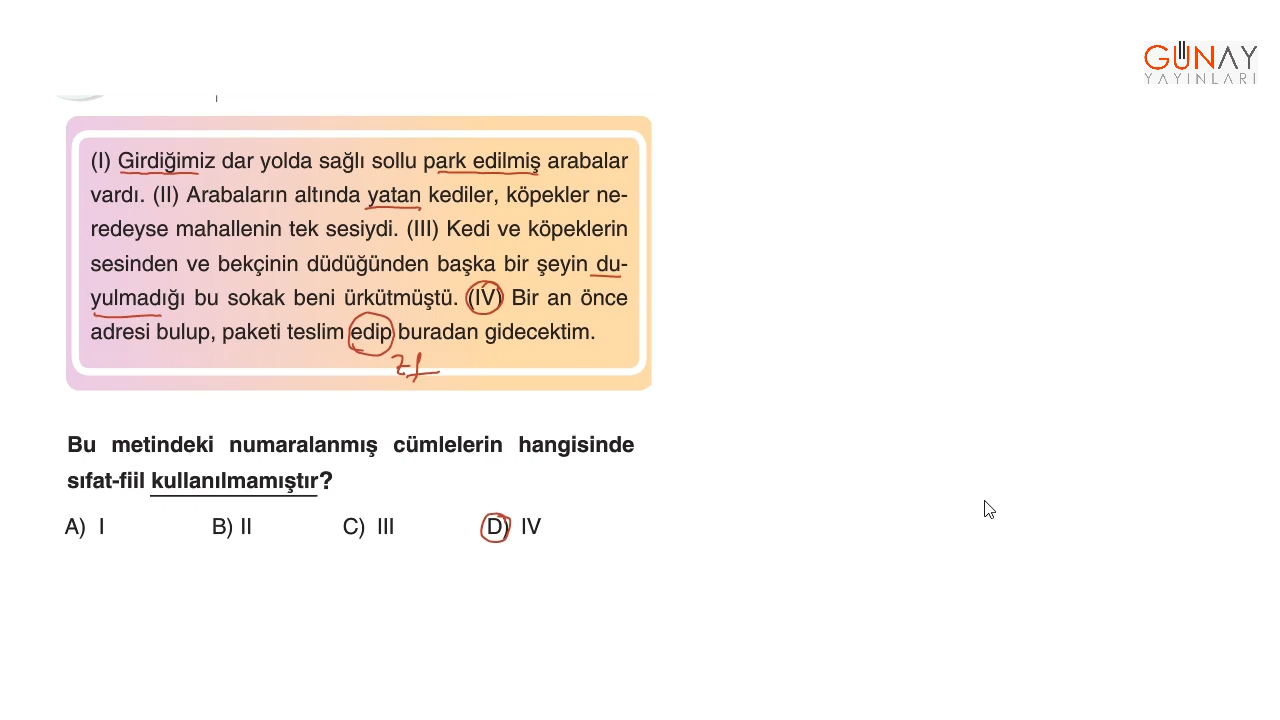 GÜNAY
YAYINLARI
(I) Girdiğimiz dar yolda sağlı sollu park edilmiş arabalar
vardı. (II) Arabaların altında yatan kediler, köpekler ne-
redeyse mahallenin tek sesiydi. (III) Kedi ve köpeklerin
sesinden ve bekçinin düdüğünden başka bir şeyin du-
yulmadığı bu sokak beni ürkütmüştü. (IV) Bir an önce
adresi bulup, paketi teslim edip buradan gidecektim.
zf
Bu metindeki numaralanmış cümlelerin hangisinde
sıfat-fiil kullanılmamıştır?
A) I B) II C) III D) IV